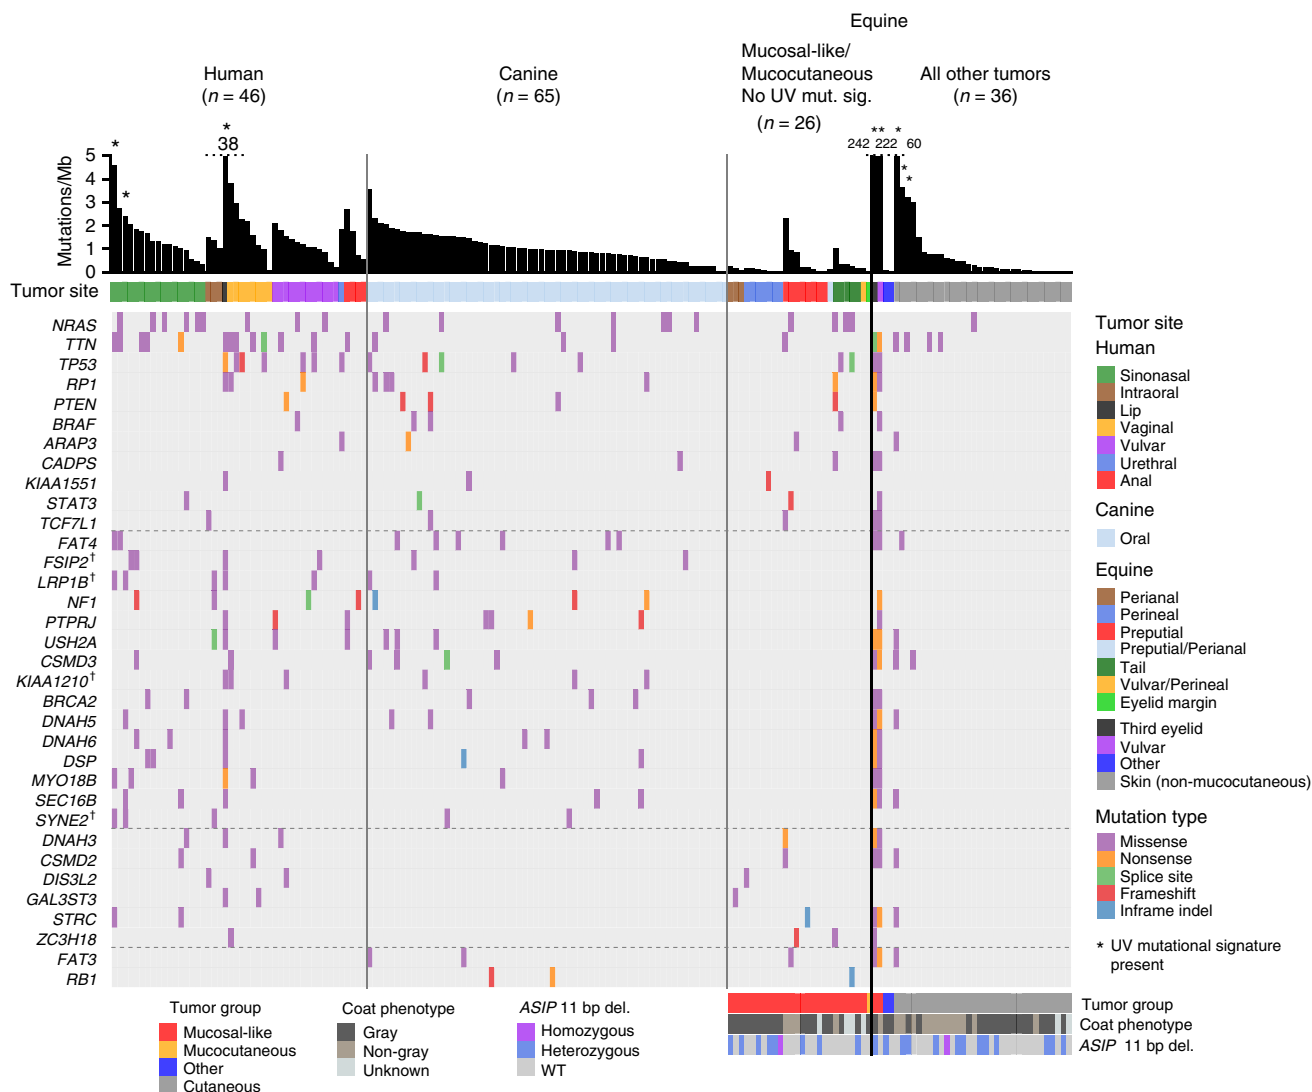 Equine
Human
(n = 46)
Canine
(n = 65)
Mucosal-like/
Mucocutaneous
No UV mut. sig.
(n = 26)
All other tumors
(n = 36)
*
*
38
*
** *
242 222 60
*
*
Mutations/Mb
5
4
3
2
1
0
Tumor site
NRAS
TTN
TP53
RP1
PTEN
BRAF
ARAP3
CADPS
KIAA1551
STAT3
TCF7L1
FAT4
FSIP2†
LRP1B†
NF1
PTPRJ
USH2A
CSMD3
KIAA1210†
BRCA2
DNAH5
DNAH6
DSP
MYO18B
SEC16B
SYNE2†
DNAH3
CSMD2
DIS3L2
GAL3ST3
STRC
ZC3H18
FAT3
RB1
Tumor site
Human
Sinonasal
Intraoral
Lip
Vaginal
Vulvar
Urethral
Anal
Canine
Oral
Equine
Perianal
Perineal
Preputial
Preputial/Perianal
Tail
Vulvar/Perineal
Eyelid margin
Third eyelid
Vulvar
Other
Skin (non-mucocutaneous)
Mutation type
Missense
Nonsense
Splice site
Frameshift
Inframe indel
* UV mutational signature
present
Tumor group
Coat phenotype
ASIP 11 bp del.
Tumor group
Mucosal-like
Mucocutaneous
Other
Cutaneous
Coat phenotype
Gray
Non-gray
Unknown
ASIP 11 bp del.
Homozygous
Heterozygous
WT